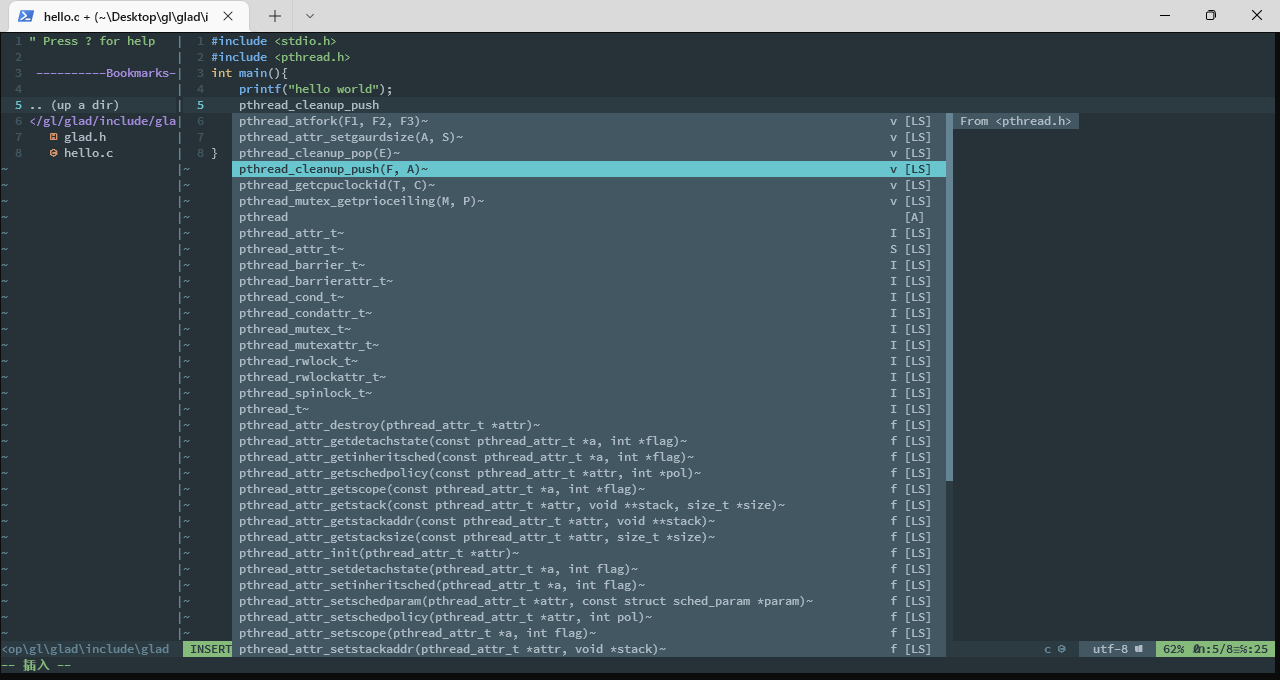 hello.c + (~\Desktop\gl\glad\i
1 " Press ? for help | 1 #include <stdio.h>
2 | 2 #include <pthread.h>
3 ----------Bookmarks-| 3 int main(){
4 | 4 printf("hello world");
5 .. (up a dir) | 5 pthread_cleanup_push
6 </gl/glad/include/gla| 6 pthread_atfork(F1, F2, F3)~ v [LS] From <pthread.h>
7 glad.h | 7 pthread_attr_setgaurdsize(A, S)~ v [LS]
8 hello.c | 8 } pthread_cleanup_pop(E)~ v [LS]
~ |~ pthread_cleanup_push(F, A)~ v [LS]
~ |~ pthread_getcpuclockid(T, C)~ v [LS]
~ |~ pthread_mutex_getprioceiling(M, P)~ v [LS]
~ |~ pthread [A]
~ |~ pthread_attr_t~ I [LS]
~ |~ pthread_attr_t~ S [LS]
~ |~ pthread_barrier_t~ I [LS]
~ |~ pthread_barrierattr_t~ I [LS]
~ |~ pthread_cond_t~ I [LS]
~ |~ pthread_condattr_t~ I [LS]
~ |~ pthread_mutex_t~ I [LS]
~ |~ pthread_mutexattr_t~ I [LS]
~ |~ pthread_rwlock_t~ I [LS]
~ |~ pthread_rwlockattr_t~ I [LS]
~ |~ pthread_spinlock_t~ I [LS]
~ |~ pthread_t~ I [LS]
~ |~ pthread_attr_destroy(pthread_attr_t *attr)~ f [LS]
~ |~ pthread_attr_getdetachstate(const pthread_attr_t *a, int *flag)~ f [LS]
~ |~ pthread_attr_getinheritsched(const pthread_attr_t *a, int *flag)~ f [LS]
~ |~ pthread_attr_getschedpolicy(const pthread_attr_t *attr, int *pol)~ f [LS]
~ |~ pthread_attr_getscope(const pthread_attr_t *a, int *flag)~ f [LS]
~ |~ pthread_attr_getstack(const pthread_attr_t *attr, void **stack, size_t *size)~ f [LS]
~ |~ pthread_attr_getstackaddr(const pthread_attr_t *attr, void **stack)~ f [LS]
~ |~ pthread_attr_getstacksize(const pthread_attr_t *attr, size_t *size)~ f [LS]
~ |~ pthread_attr_init(pthread_attr_t *attr)~ f [LS]
~ |~ pthread_attr_setdetachstate(pthread_attr_t *a, int flag)~ f [LS]
~ |~ pthread_attr_setinheritsched(pthread_attr_t *a, int flag)~ f [LS]
~ |~ pthread_attr_setschedparam(pthread_attr_t *attr, const struct sched_param *param)~ f [LS]
~ |~ pthread_attr_setschedpolicy(pthread_attr_t *attr, int pol)~ f [LS]
~ |~ pthread_attr_setscope(pthread_attr_t *a, int flag)~ f [LS]
<op\gl\glad\include\glad INSERT pthread_attr_setstackaddr(pthread_attr_t *attr, void *stack)~ f [LS] c utf-8 62% :5/8 :25
-- 插入 --